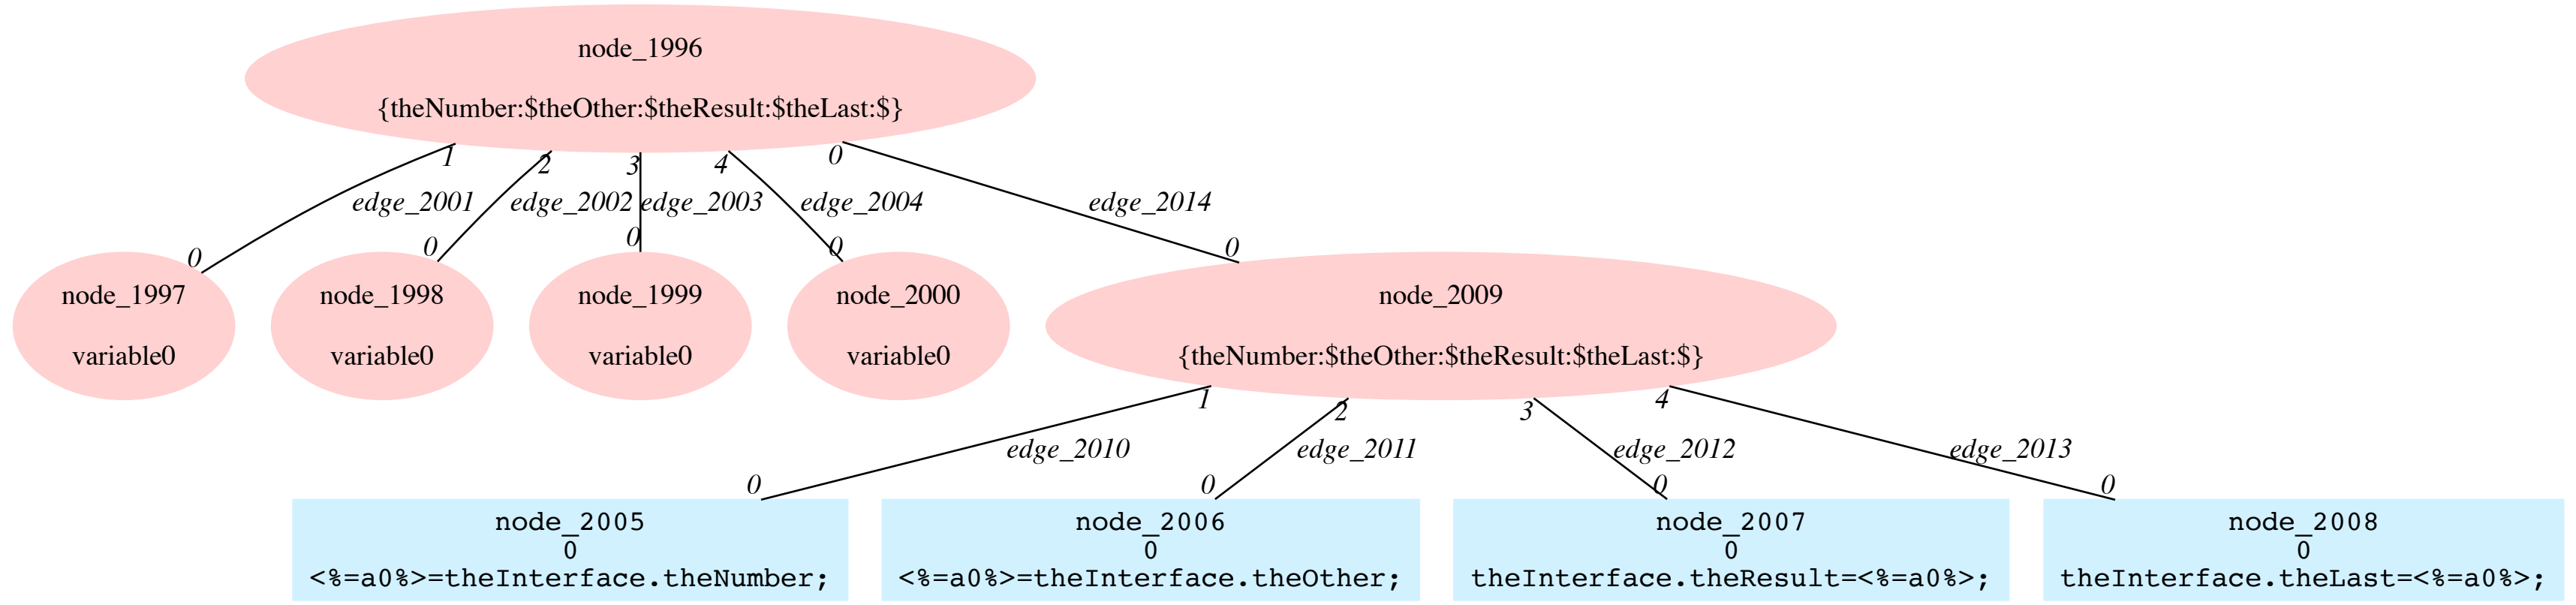 node_1996
{theNumber:$theOther:$theResult:$theLast:$}
1
2
3
4
0
edge_2001
edge_2002
edge_2003
edge_2004
edge_2014
0
0
0
0
0
node_1997
variable0
node_1998
variable0
node_1999
variable0
node_2000
variable0
node_2009
{theNumber:$theOther:$theResult:$theLast:$}
1
2
3
4
edge_2010
edge_2011
edge_2012
edge_2013
0
0
0
0
node_2005
0
<%=a0%>=theInterface.theNumber;
node_2006
0
<%=a0%>=theInterface.theOther;
node_2007
0
theInterface.theResult=<%=a0%>;
node_2008
0
theInterface.theLast=<%=a0%>;